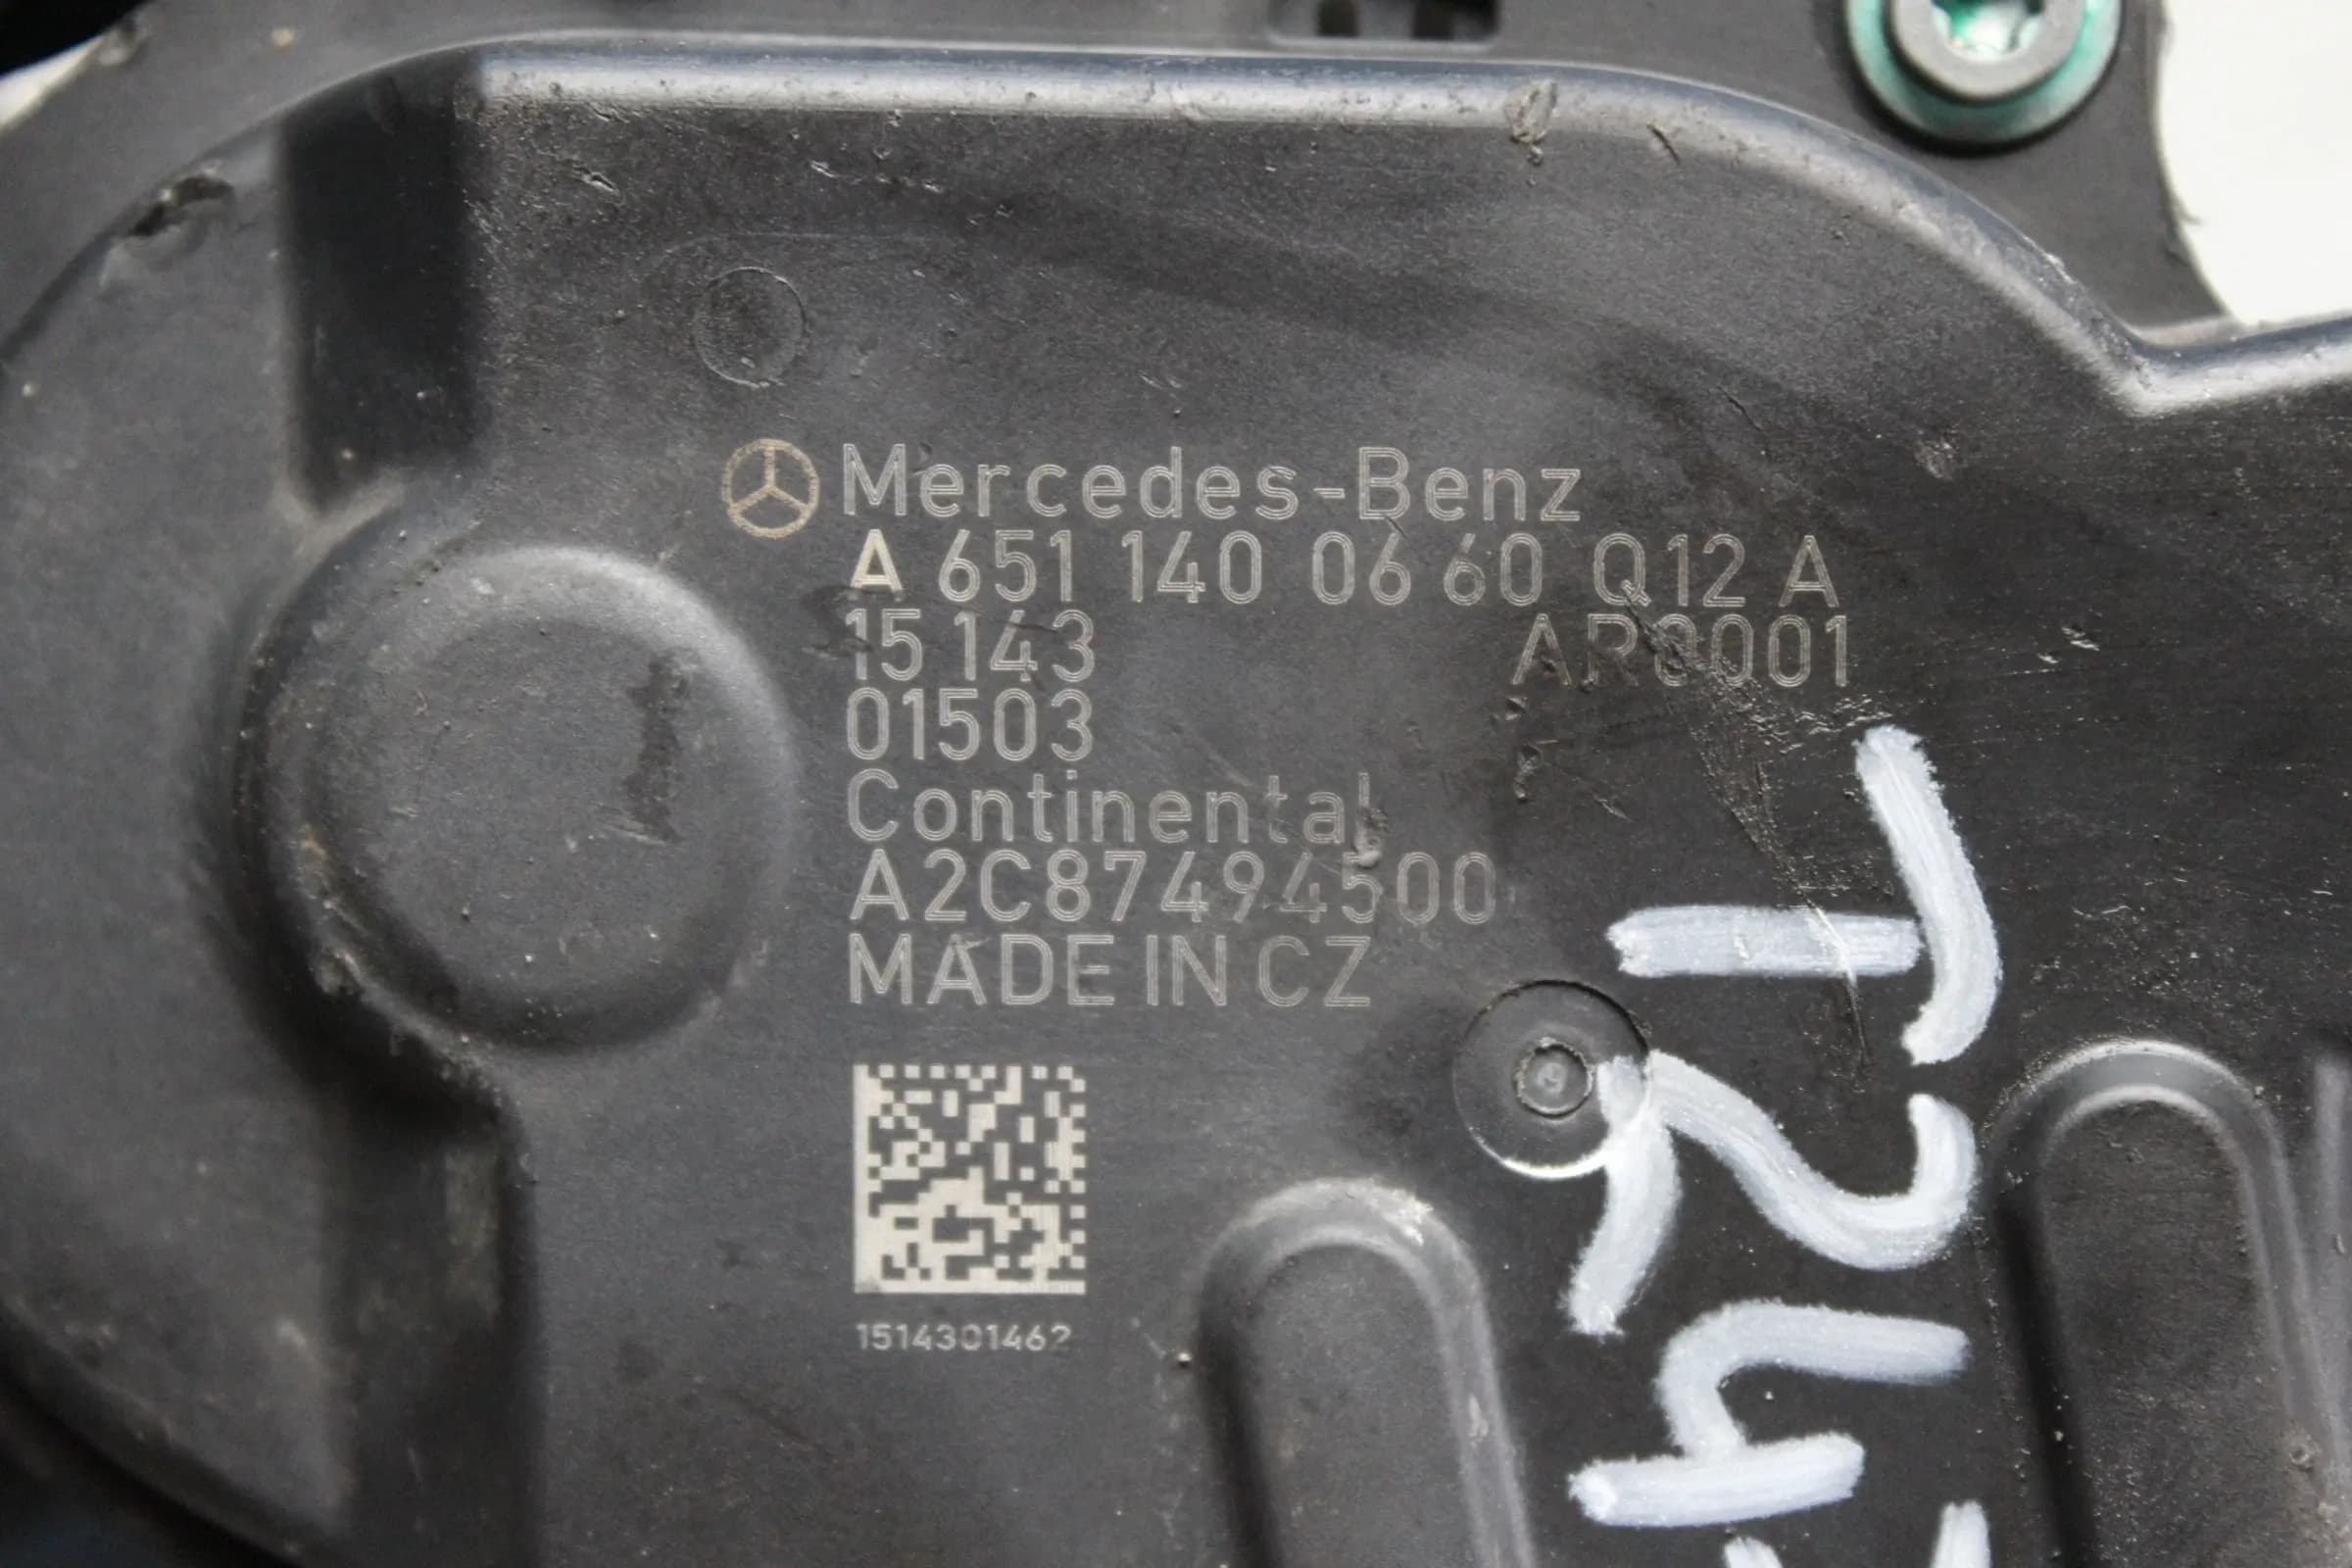 Mercedes-Benz
A 651 140 06 60 Q12 A
15 143 AR0001
01503
Continental
A2C87494500
MADE IN CZ
1514301462